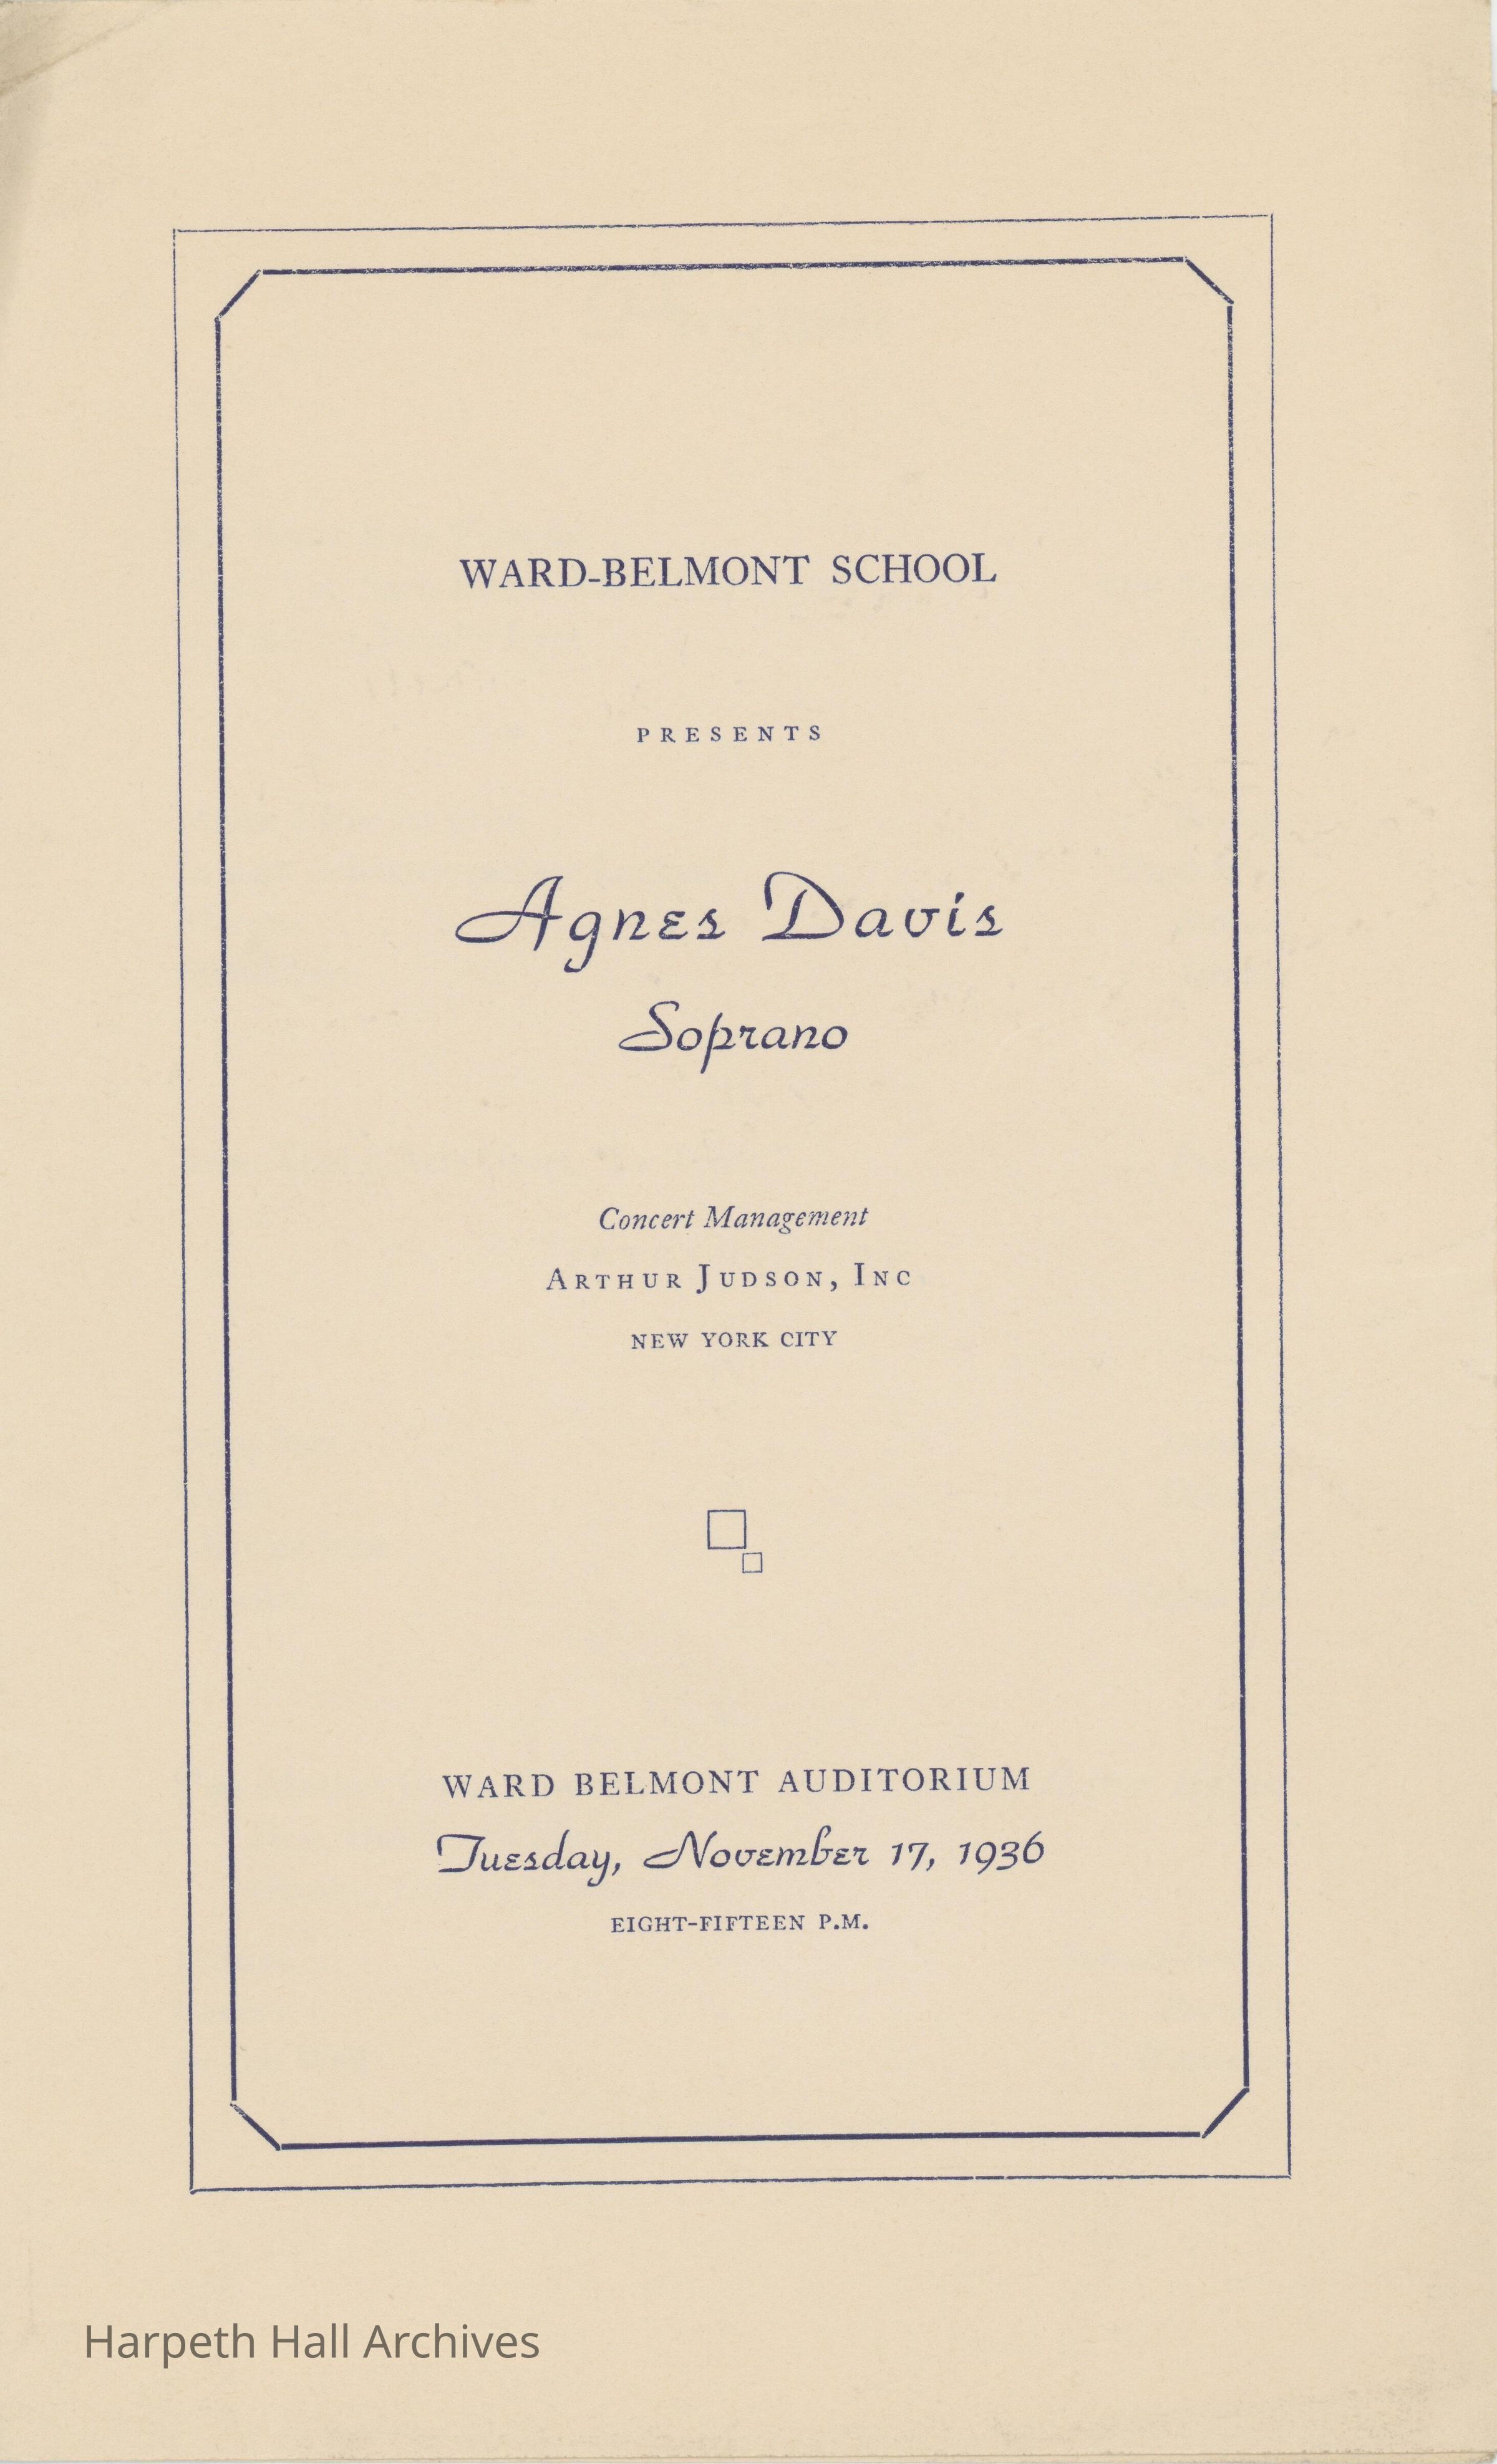 WARD-BELMONT SCHOOL
PRESENTS
Agnes Davis
Soprano
Concert Management
ARTHUR JUDSON, INC
NEW YORK CITY
WARD BELMONT AUDITORIUM
Tuesday, November 17, 1936
EIGHT-FIFTEEN P.M.
Harpeth Hall Archives